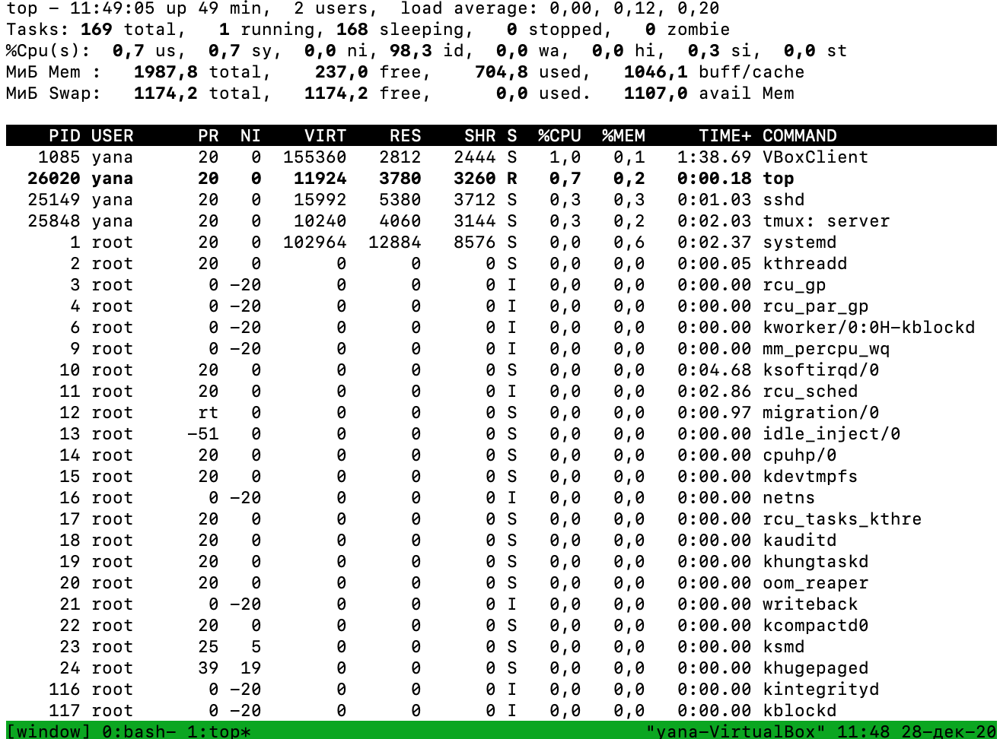 top - 11:49:05 up 49 min,  2 users,  load average: 0,00, 0,12, 0,20
Tasks: 169 total,   1 running, 168 sleeping,   0 stopped,   0 zombie
%Cpu(s):  0,7 us,  0,7 sy,  0,0 ni, 98,3 id,  0,0 wa,  0,0 hi,  0,3 si,  0,0 st
МиБ Mem :   1987,8 total,    237,0 free,    704,8 used,   1046,1 buff/cache
МиБ Swap:   1174,2 total,   1174,2 free,      0,0 used.   1107,0 avail Mem
PID USER      PR  NI    VIRT    RES    SHR S  %CPU  %MEM     TIME+ COMMAND
1085 yana      20   0  155360   2812   2444 S   1,0   0,1   1:38.69 VBoxClient
26020 yana      20   0   11924   3780   3260 R   0,7   0,2   0:00.18 top
25149 yana      20   0   15992   5380   3712 S   0,3   0,3   0:01.03 sshd
25848 yana      20   0   10240   4060   3144 S   0,3   0,2   0:02.03 tmux: server
1 root      20   0  102964  12884   8576 S   0,0   0,6   0:02.37 systemd
2 root      20   0       0      0      0 S   0,0   0,0   0:00.05 kthreadd
3 root       0 -20       0      0      0 I   0,0   0,0   0:00.00 rcu_gp
4 root       0 -20       0      0      0 I   0,0   0,0   0:00.00 rcu_par_gp
6 root       0 -20       0      0      0 I   0,0   0,0   0:00.00 kworker/0:0H-kblockd
9 root       0 -20       0      0      0 I   0,0   0,0   0:00.00 mm_percpu_wq
10 root      20   0       0      0      0 S   0,0   0,0   0:04.68 ksoftirqd/0
11 root      20   0       0      0      0 I   0,0   0,0   0:02.86 rcu_sched
12 root      rt   0       0      0      0 S   0,0   0,0   0:00.97 migration/0
13 root     -51   0       0      0      0 S   0,0   0,0   0:00.00 idle_inject/0
14 root      20   0       0      0      0 S   0,0   0,0   0:00.00 cpuhp/0
15 root      20   0       0      0      0 S   0,0   0,0   0:00.00 kdevtmpfs
16 root       0 -20       0      0      0 I   0,0   0,0   0:00.00 netns
17 root      20   0       0      0      0 S   0,0   0,0   0:00.00 rcu_tasks_kthre
18 root      20   0       0      0      0 S   0,0   0,0   0:00.00 kauditd
19 root      20   0       0      0      0 S   0,0   0,0   0:00.00 khungtaskd
20 root      20   0       0      0      0 S   0,0   0,0   0:00.00 oom_reaper
21 root       0 -20       0      0      0 I   0,0   0,0   0:00.00 writeback
22 root      20   0       0      0      0 S   0,0   0,0   0:00.00 kcompactd0
23 root      25   5       0      0      0 S   0,0   0,0   0:00.00 ksmd
24 root      39  19       0      0      0 S   0,0   0,0   0:00.00 khugepaged
116 root       0 -20       0      0      0 I   0,0   0,0   0:00.00 kintegrityd
117 root       0 -20       0      0      0 I   0,0   0,0   0:00.00 kblockd
[window] 0:bash- 1:top*    "yana-VirtualBox" 11:48 28-дек-20